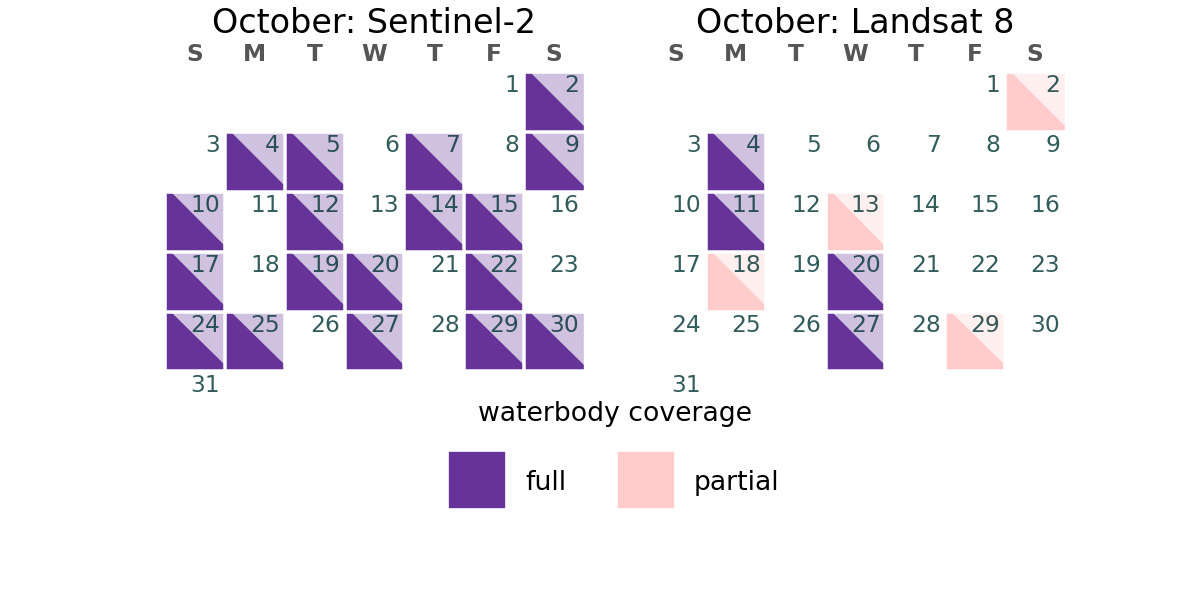 October: Sentinel-2
S M T W T F S
1 2
3 4 5 6 7 8 9
10 11 12 13 14 15 16
17 18 19 20 21 22 23
24 25 26 27 28 29 30
31
October: Landsat 8
S M T W T F S
1 2
3 4 5 6 7 8 9
10 11 12 13 14 15 16
17 18 19 20 21 22 23
24 25 26 27 28 29 30
31
waterbody coverage
full
partial